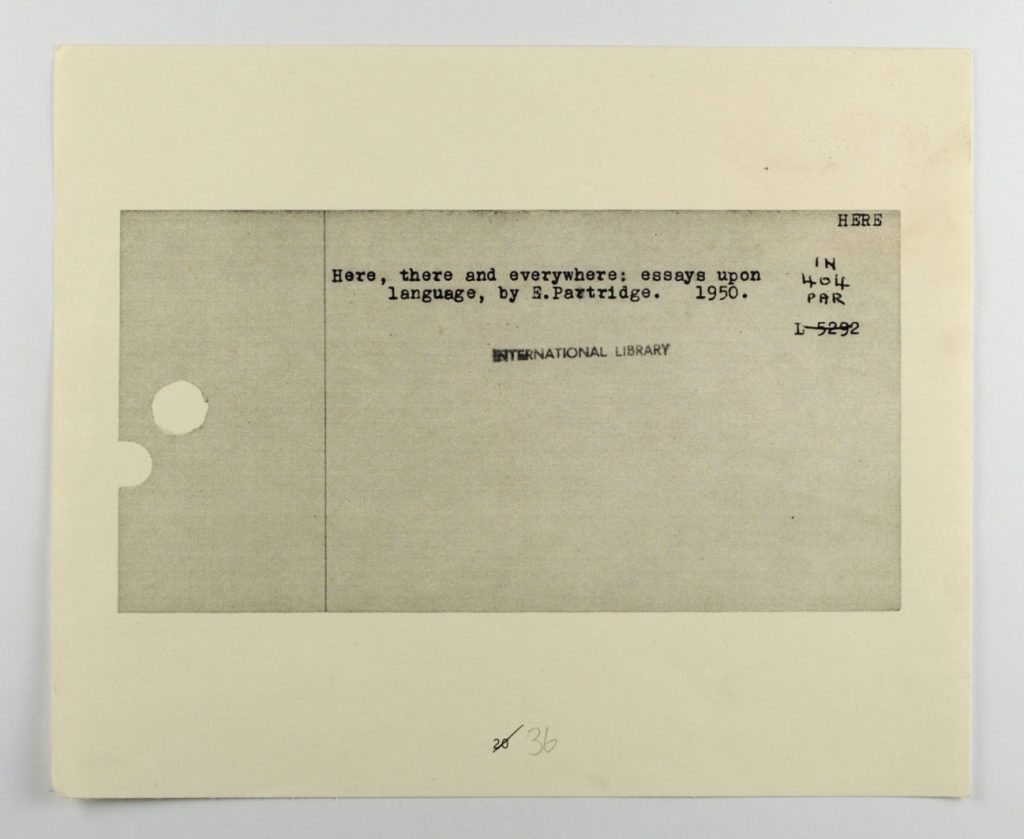 HERE
Here, there and everywhere: essays upon
language, by E.Partridge. 1950.
IN
404
PAR
L 5292
INTERNATIONAL LIBRARY
20 36